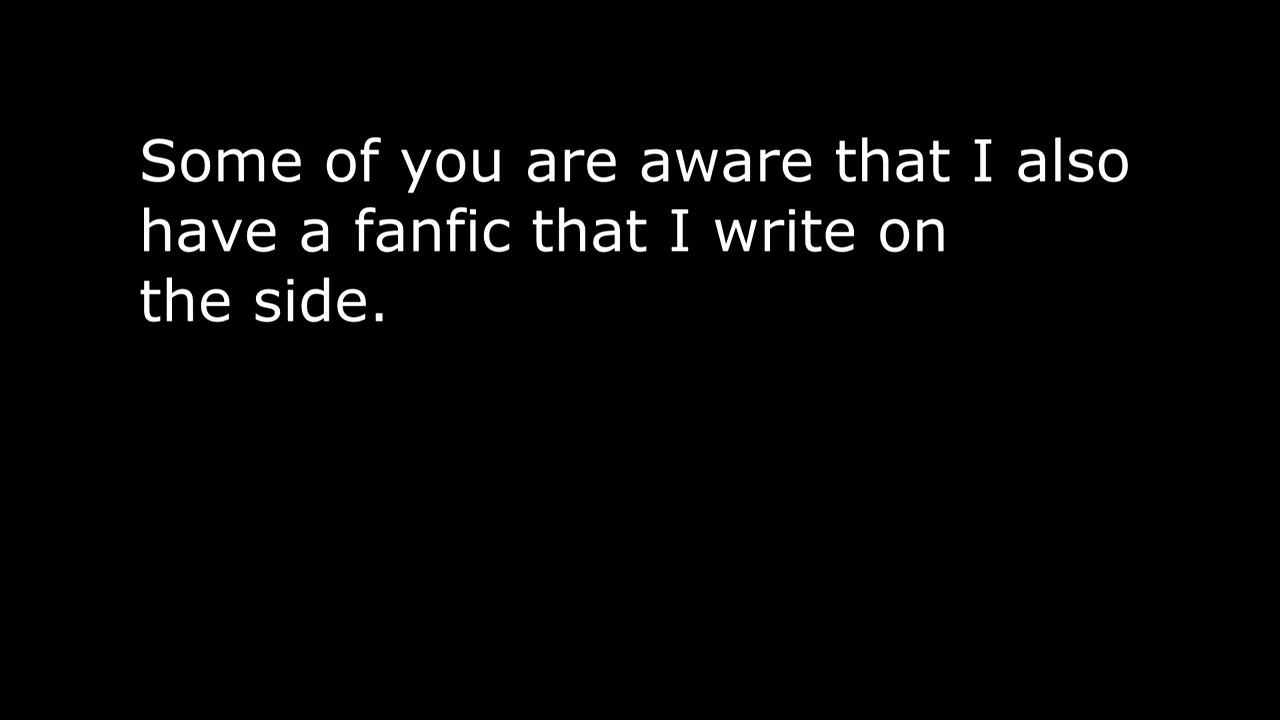 Some of you are aware that I also
have a fanfic that I write on
the side.